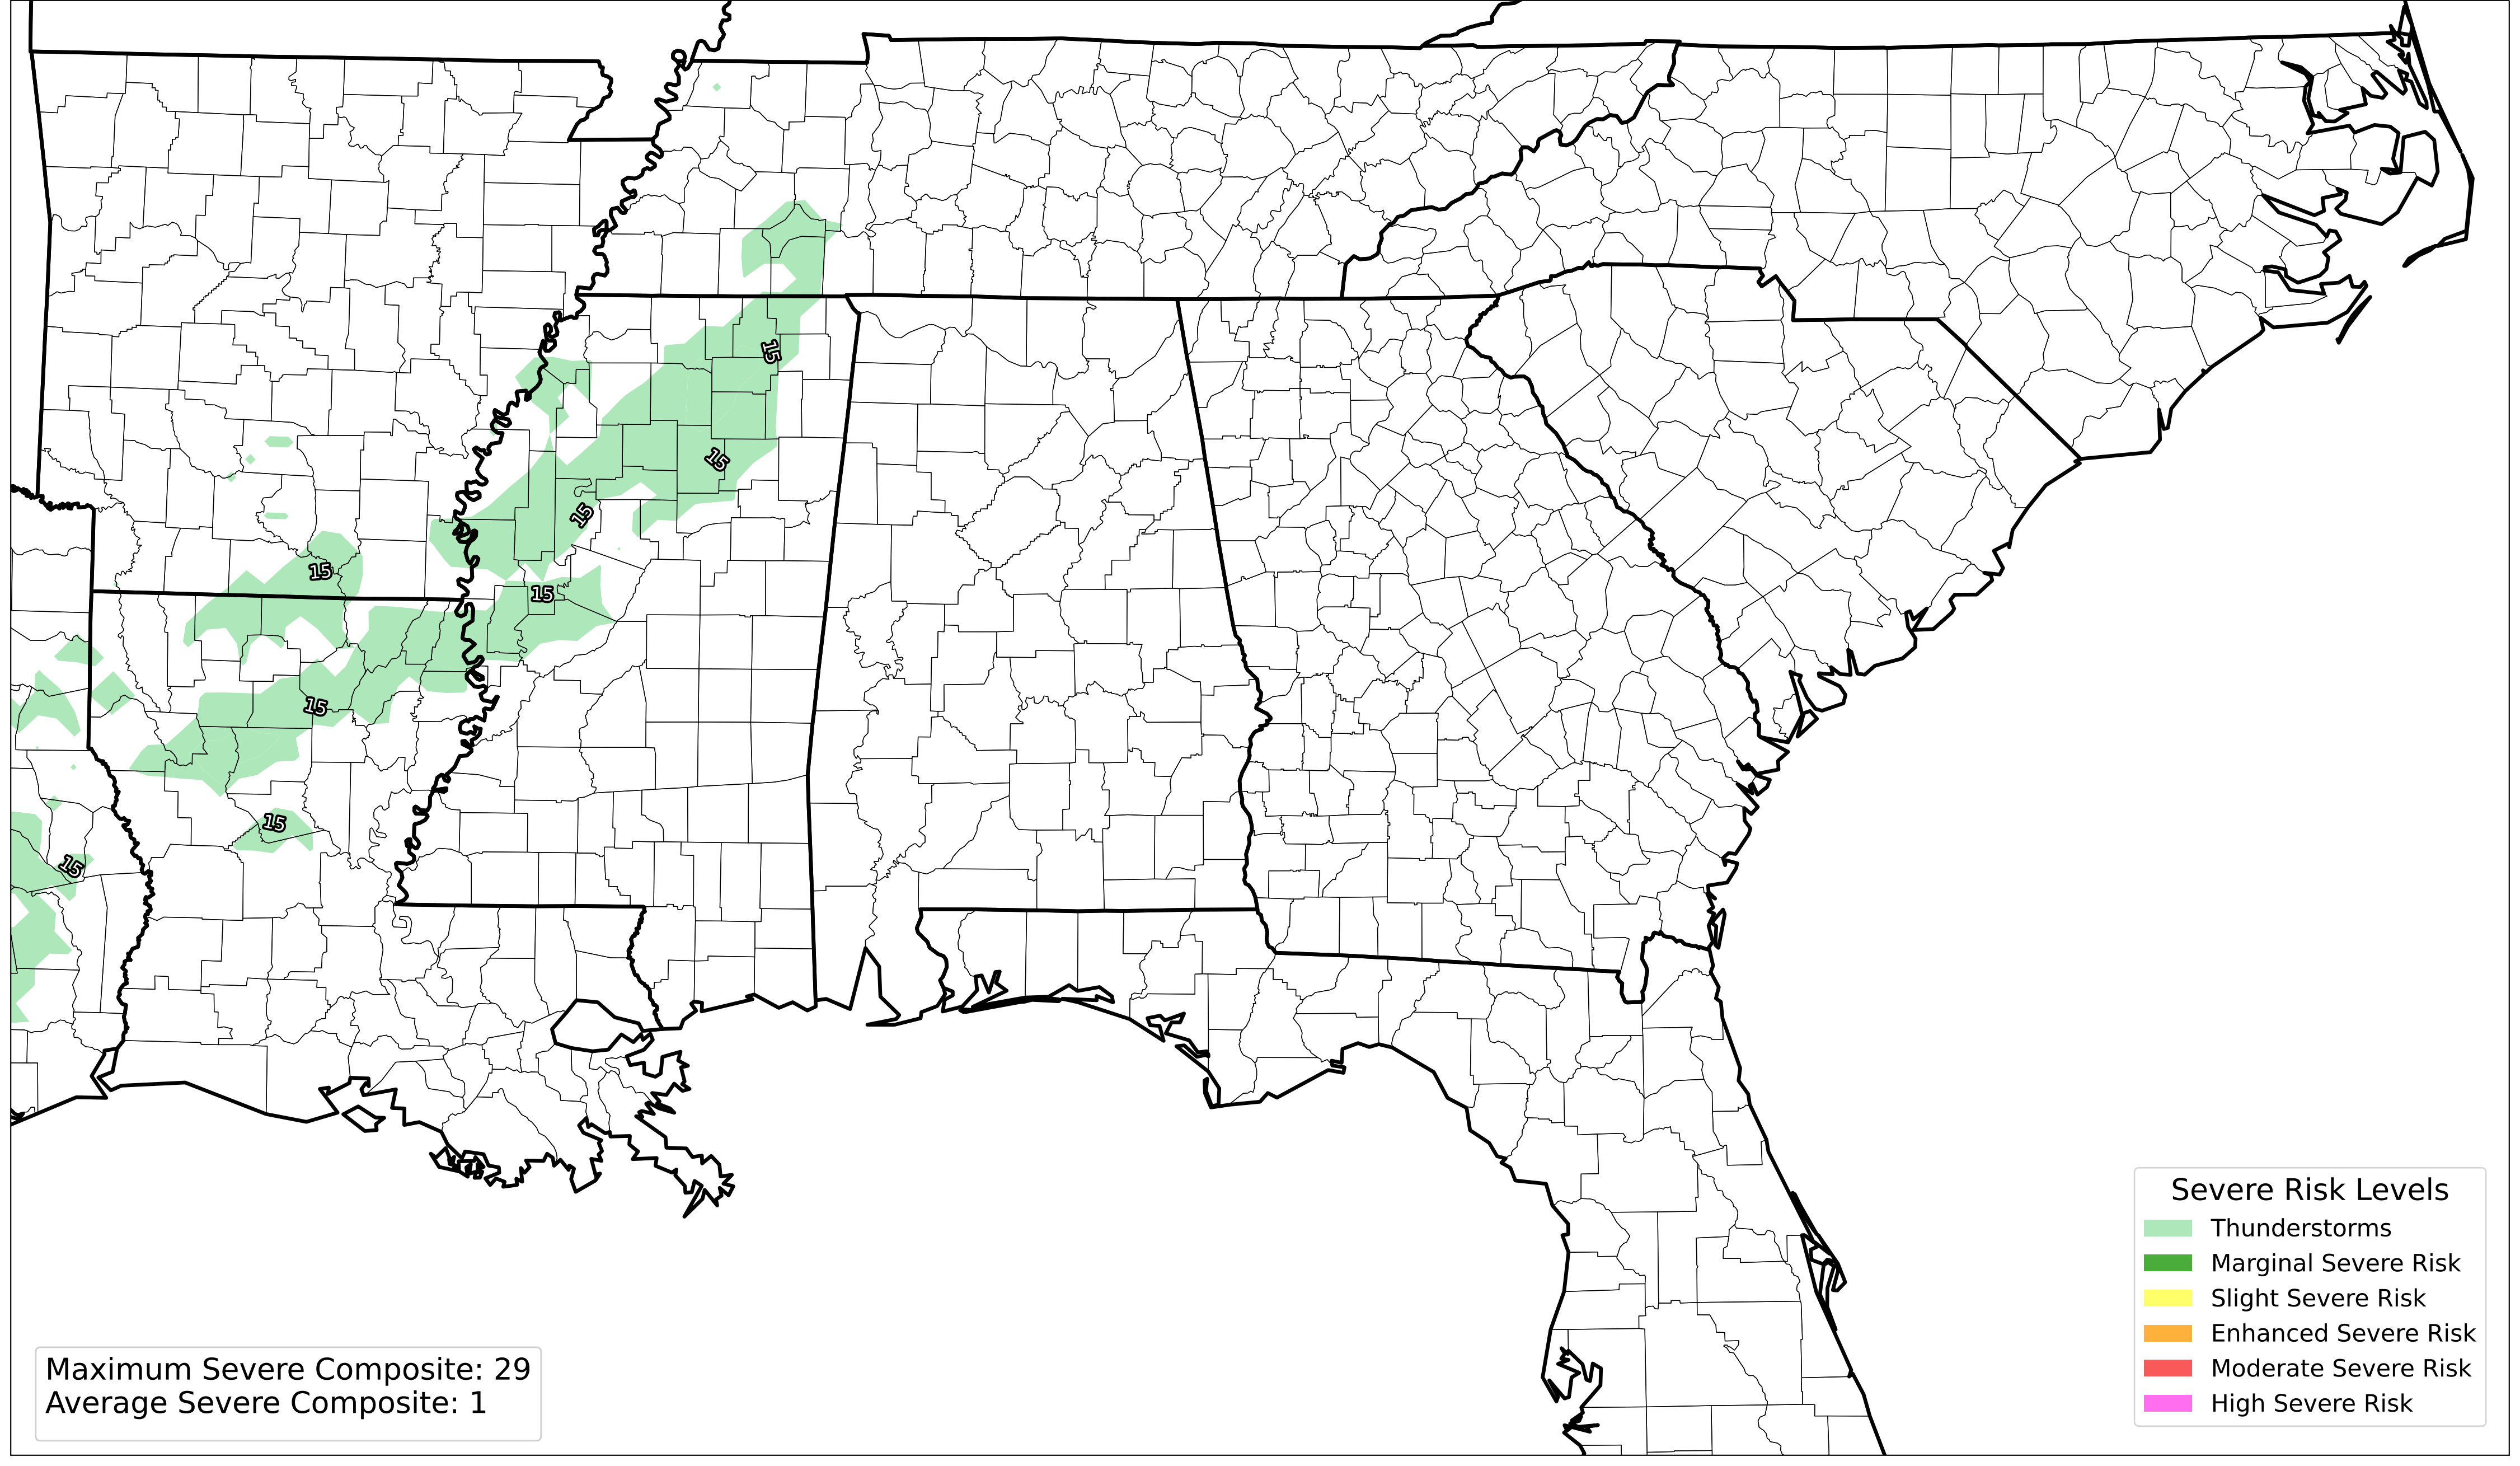 15
15
15
15
15
15
15
15
Severe Risk Levels
Thunderstorms
Marginal Severe Risk
Slight Severe Risk
Enhanced Severe Risk
Moderate Severe Risk
High Severe Risk
Maximum Severe Composite: 29
Average Severe Composite: 1